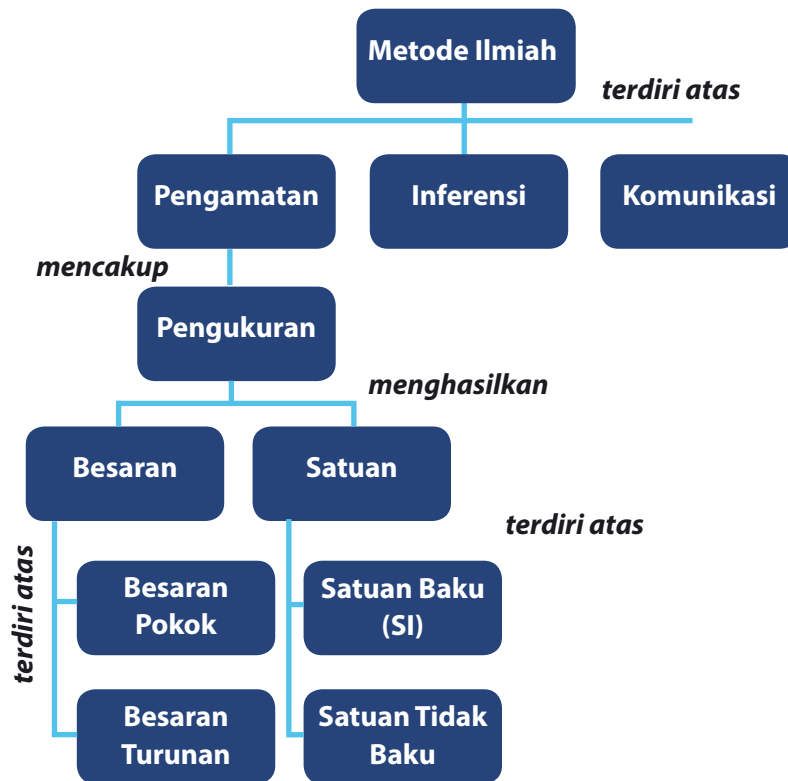 Metode Ilmiah
terdiri atas
Pengamatan
Inferensi
Komunikasi
mencakup
Pengukuran
menghasilkan
Besaran
Satuan
terdiri atas
terdiri atas
Besaran
Pokok
Satuan Baku
(SI)
Besaran
Turunan
Satuan Tidak
Baku